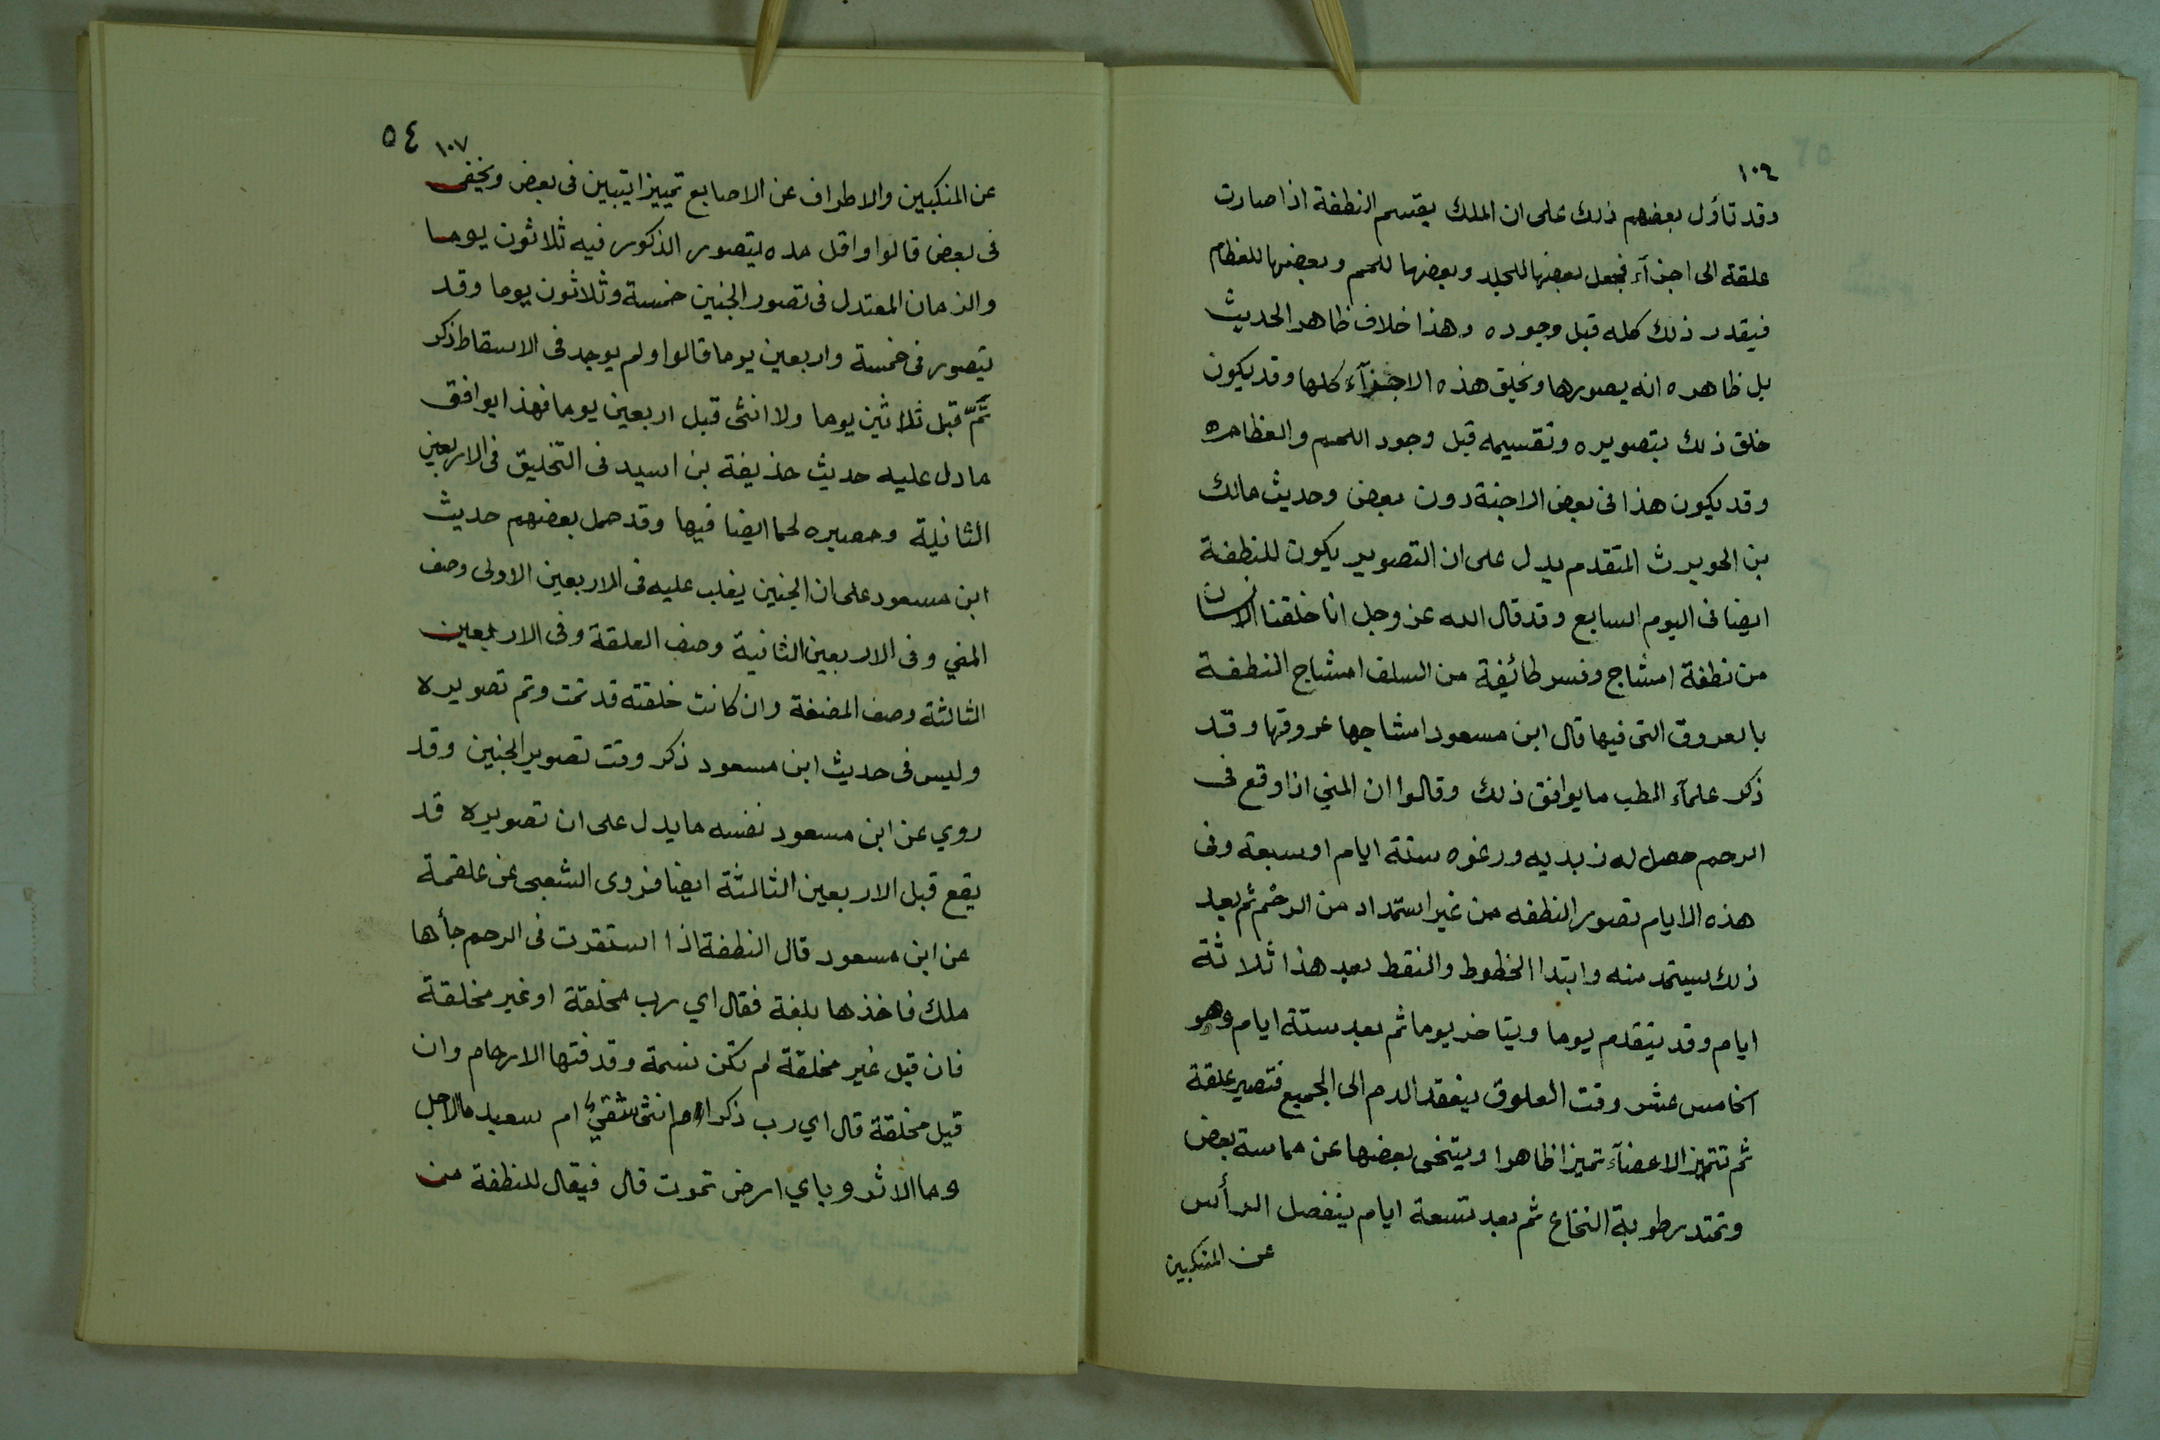 ١٠٦
وقد تأول بعضهم ذلك على ان الملك يقسم النطفة اذا صارت
علقة الى اجزآء فيجعل بعضها للجلد وبعضها للحم وبعضها للعظام
فيقدر ذلك كله قبل وجوده وهذا خلاف ظاهر الحديث
بل ظاهره انه يصورها ويخلق هذه الاجزآء كلها وقد يكون
خلق ذلك بتصويره وتقسيمه قبل وجود اللحم والعظام
وقد يكون هذا فى بعض الاجنة دون بعض وحديث مالك
بن الحويرث المتقدم يدل على ان التصوير يكون للنطفة
ايضا فى اليوم السابع وقد قال الله عز وجل انا خلقنا الانسان
من نطفة امشاج وفسر طائفة من السلف امشاج النطفة
بالعروق التى فيها قال ابن مسعود امشاجها عروقها وقد
ذكر علمآء الطب ما يوافق ذلك وقالوا ان المني اذا وقع فى
الرحم حصل له زبديه ورغوه ستة ايام او سبعة وفى
هذه الايام تصور النطفه من غير استمداد من الرحم ثم بعد
ذلك يستمد منه وابتدا الخطوط والنقط بعد هذا ثلاثة
ايام وقد يتقدم يوما ويتاخر يوما ثم بعد ستة ايام وهو
الخامس عشر وقت العلوق ينفقد الدم الى الجميع فتصير علقة
ثم تتميز الاعضآء تميزا ظاهرا ويتنحى بعضها عن مماسة بعض
وتمتد رطوبة النخاع ثم بعد تسعة ايام ينفصل الرأس
عن المنكبين
٥٤
١٠٧
عن المنكبين والاطراف عن الاصابع تمييزا يتبين فى بعض ويخفى
فى بعض قالوا واقل مده يتصور الذكور فيه ثلاثون يوما
والزمان المعتدل فى تصور الجنين خمسة وثلاثون يوما وقد
يتصور فى خمسة واربعين يوما قالوا ولم يوجد فى الاسقاط ذكر
تَمَّ قبل ثلاثين يوما ولا انثى قبل اربعين يوما فهذا يوافق
ما دل عليه حديث حذيفة بن اسيد فى التخليق فى الاربعين
الثانية ومصيره لحما ايضا فيها وقد حمل بعضهم حديث
ابن مسعود على ان الجنين يغلب عليه فى الاربعين الاولى وصف
المني وفى الاربعين الثانية وصف العلقة وفى الاربعين
الثالثة وصف المضغة وان كانت خلقته قد تمت وتم تصويره
وليس فى حديث ابن مسعود ذكر وقت تصوير الجنين وقد
روي عن ابن مسعود نفسه ما يدل على ان تصويره قد
يقع قبل الاربعين الثالثة ايضا فروى الشعبى عن علقمة
عن ابن مسعود قال النطفة اذا استقرت فى الرحم جأها
ملك فاخذها بلفة فقال اي رب مخلقة او غير مخلقة
فان قيل غير مخلقة لم تكن نسمة وقدفتها الارحام وان
قيل مخلقة قال اي رب ذكر ام انثى شقي ام سعيد ما الاجل
وما الاثر وباي ارض تموت قال فيقال للنطفة من